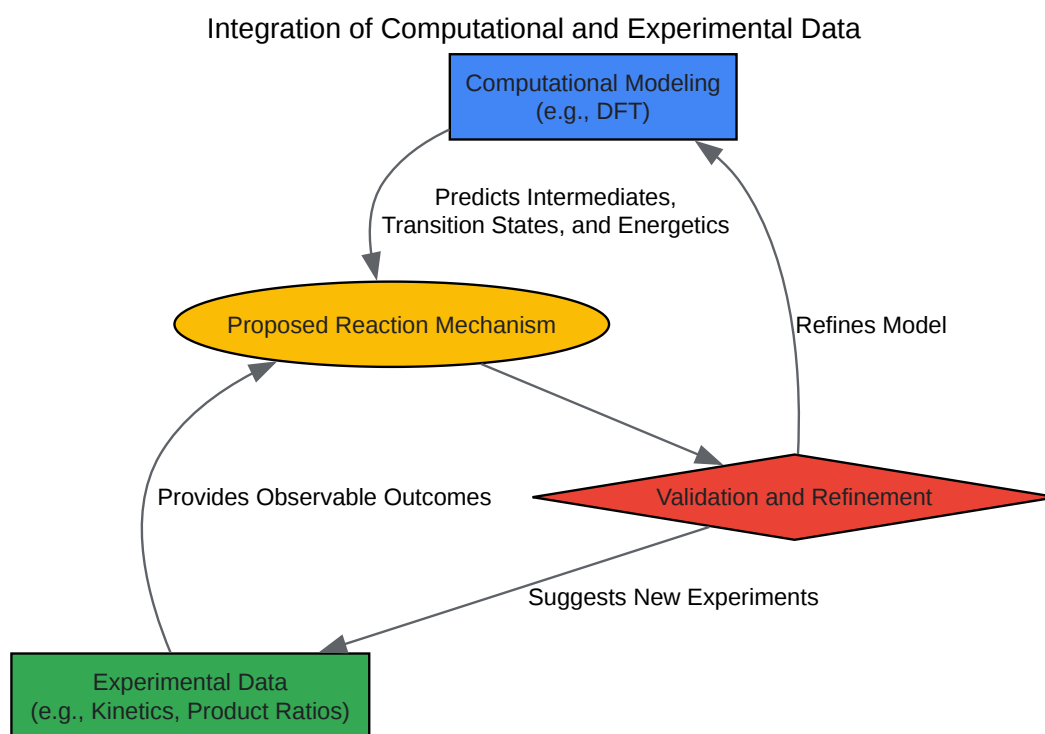 Integration of Computational and Experimental Data
Computational Modeling
(e.g., DFT)
Predicts Intermediates,
Transition States, and Energetics
Proposed Reaction Mechanism
Refines Model
Provides Observable Outcomes
Validation and Refinement
Suggests New Experiments
Experimental Data
(e.g., Kinetics, Product Ratios)